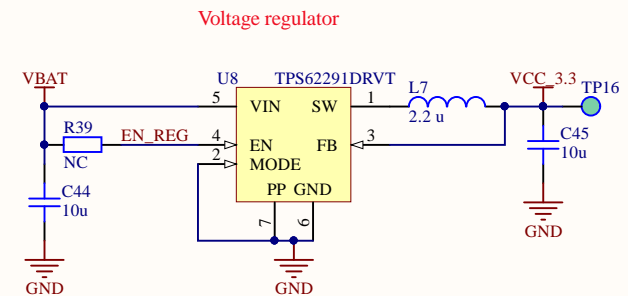 Voltage regulator
VBAT
U8
TPS62291DRVT
L7
VCC_3.3
TP16
5
VIN
SW
1
2.2 u
R39
EN_REG
4
EN
FB
3
C45
NC
2
MODE
10u
C44
PP
GND
10u
7
6
GND
GND
GND